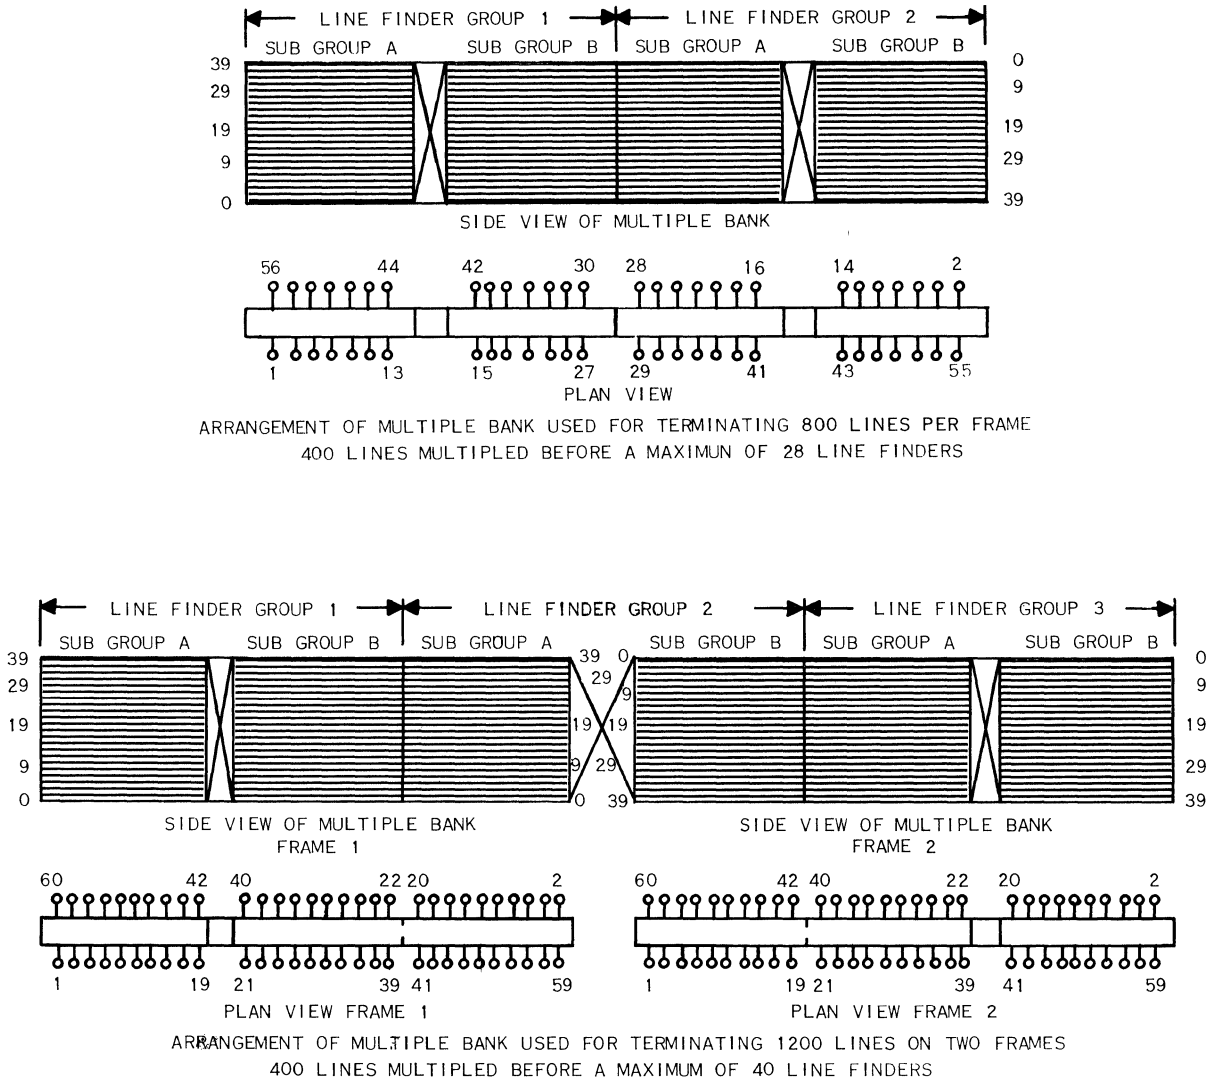 LINE FINDER GROUP 1 LINE FINDER GROUP 2
SUB GROUP A SUB GROUP B SUB GROUP A SUB GROUP B
39 0
29 9
19 19
9 29
0 39
SIDE VIEW OF MULTIPLE BANK
56 44 42 30 28 16 14 2
1 13 15 27 29 41 43 55
PLAN VIEW
ARRANGEMENT OF MULTIPLE BANK USED FOR TERMINATING 800 LINES PER FRAME
400 LINES MULTIPLED BEFORE A MAXIMUN OF 28 LINE FINDERS
LINE FINDER GROUP 1 LINE FINDER GROUP 2 LINE FINDER GROUP 3
SUB GROUP A SUB GROUP B SUB GROUP A SUB GROUP B SUB GROUP A SUB GROUP B
39 39 0 0
29 29 9 9
19 19 19 19
9 9 29 29
0 0 39 39
SIDE VIEW OF MULTIPLE BANK SIDE VIEW OF MULTIPLE BANK
FRAME 1 FRAME 2
60 42 40 22 20 2 60 42 40 22 20 2
1 19 21 39 41 59 1 19 21 39 41 59
PLAN VIEW FRAME 1 PLAN VIEW FRAME 2
ARRANGEMENT OF MULTIPLE BANK USED FOR TERMINATING 1200 LINES ON TWO FRAMES
400 LINES MULTIPLED BEFORE A MAXIMUM OF 40 LINE FINDERS